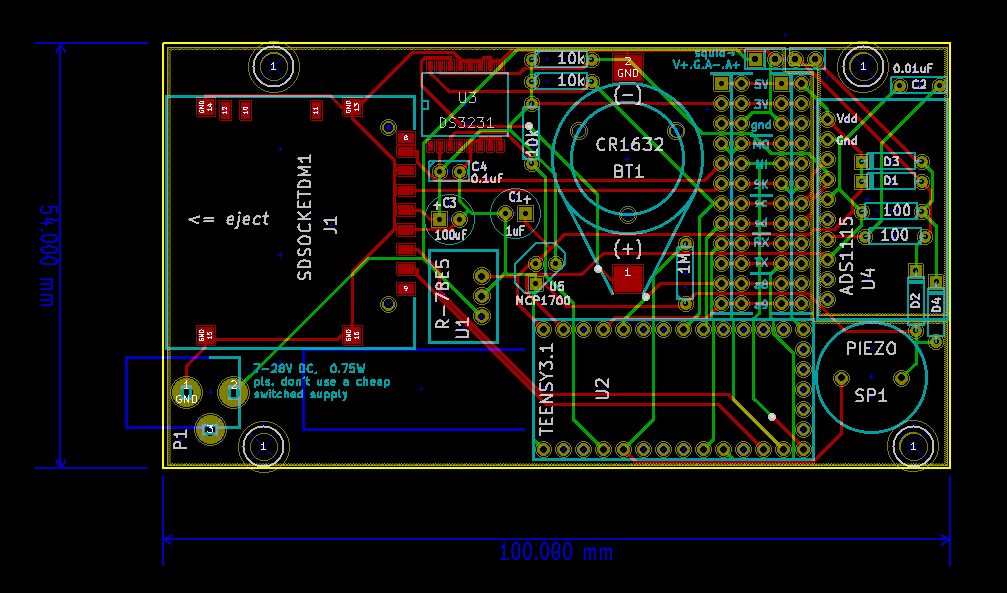 squid→
V+.G.A-.A+
10k
10k
10k
2
GND
(-)
CR1632
BT1
(+)
1
U3
DS3231
C4
0.1uF
C3
+
100uF
C1
+
1uF
U5
NCP1700
R-78E5
U1
1M
5V
3V
gnd
0.01uF
C2
Vdd
Gnd
D3
D1
100
100
ADS1115
U4
D2
D4
PIEZO
SP1
TEENSY3.1
U2
SDSOCKETDM1
J1
<= eject
GND
14
12
10
11
GND
13
8
9
GND
15
GND
16
7-28V DC, 0.75W
pls. don't use a cheap
switched supply
1
GND
2
3
P1
1
1
1
1
54.000 mm
100.080 mm